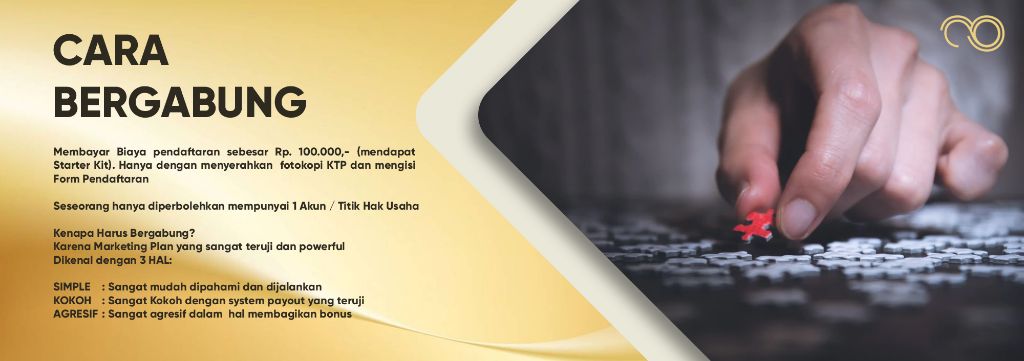 CARA
BERGABUNG
Membayar Biaya pendaftaran sebesar Rp. 100.000,- (mendapat
Starter Kit). Hanya dengan menyerahkan fotokopi KTP dan mengisi
Form Pendaftaran
Seseorang hanya diperbolehkan mempunyai 1 Akun / Titik Hak Usaha
Kenapa Harus Bergabung?
Karena Marketing Plan yang sangat teruji dan powerful
Dikenal dengan 3 HAL:
SIMPLE : Sangat mudah dipahami dan dijalankan
KOKOH : Sangat Kokoh dengan system payout yang teruji
AGRESIF : Sangat agresif dalam hal membagikan bonus